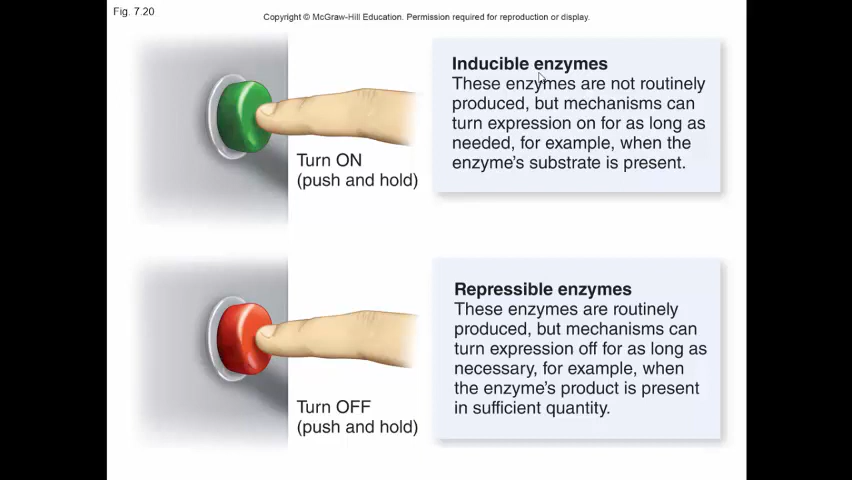 Fig. 7.20
Copyright © McGraw-Hill Education. Permission required for reproduction or display.
Turn ON
(push and hold)
Inducible enzymes
These enzymes are not routinely
produced, but mechanisms can
turn expression on for as long as
needed, for example, when the
enzyme's substrate is present.
Turn OFF
(push and hold)
Repressible enzymes
These enzymes are routinely
produced, but mechanisms can
turn expression off for as long as
necessary, for example, when
the enzyme's product is present
in sufficient quantity.